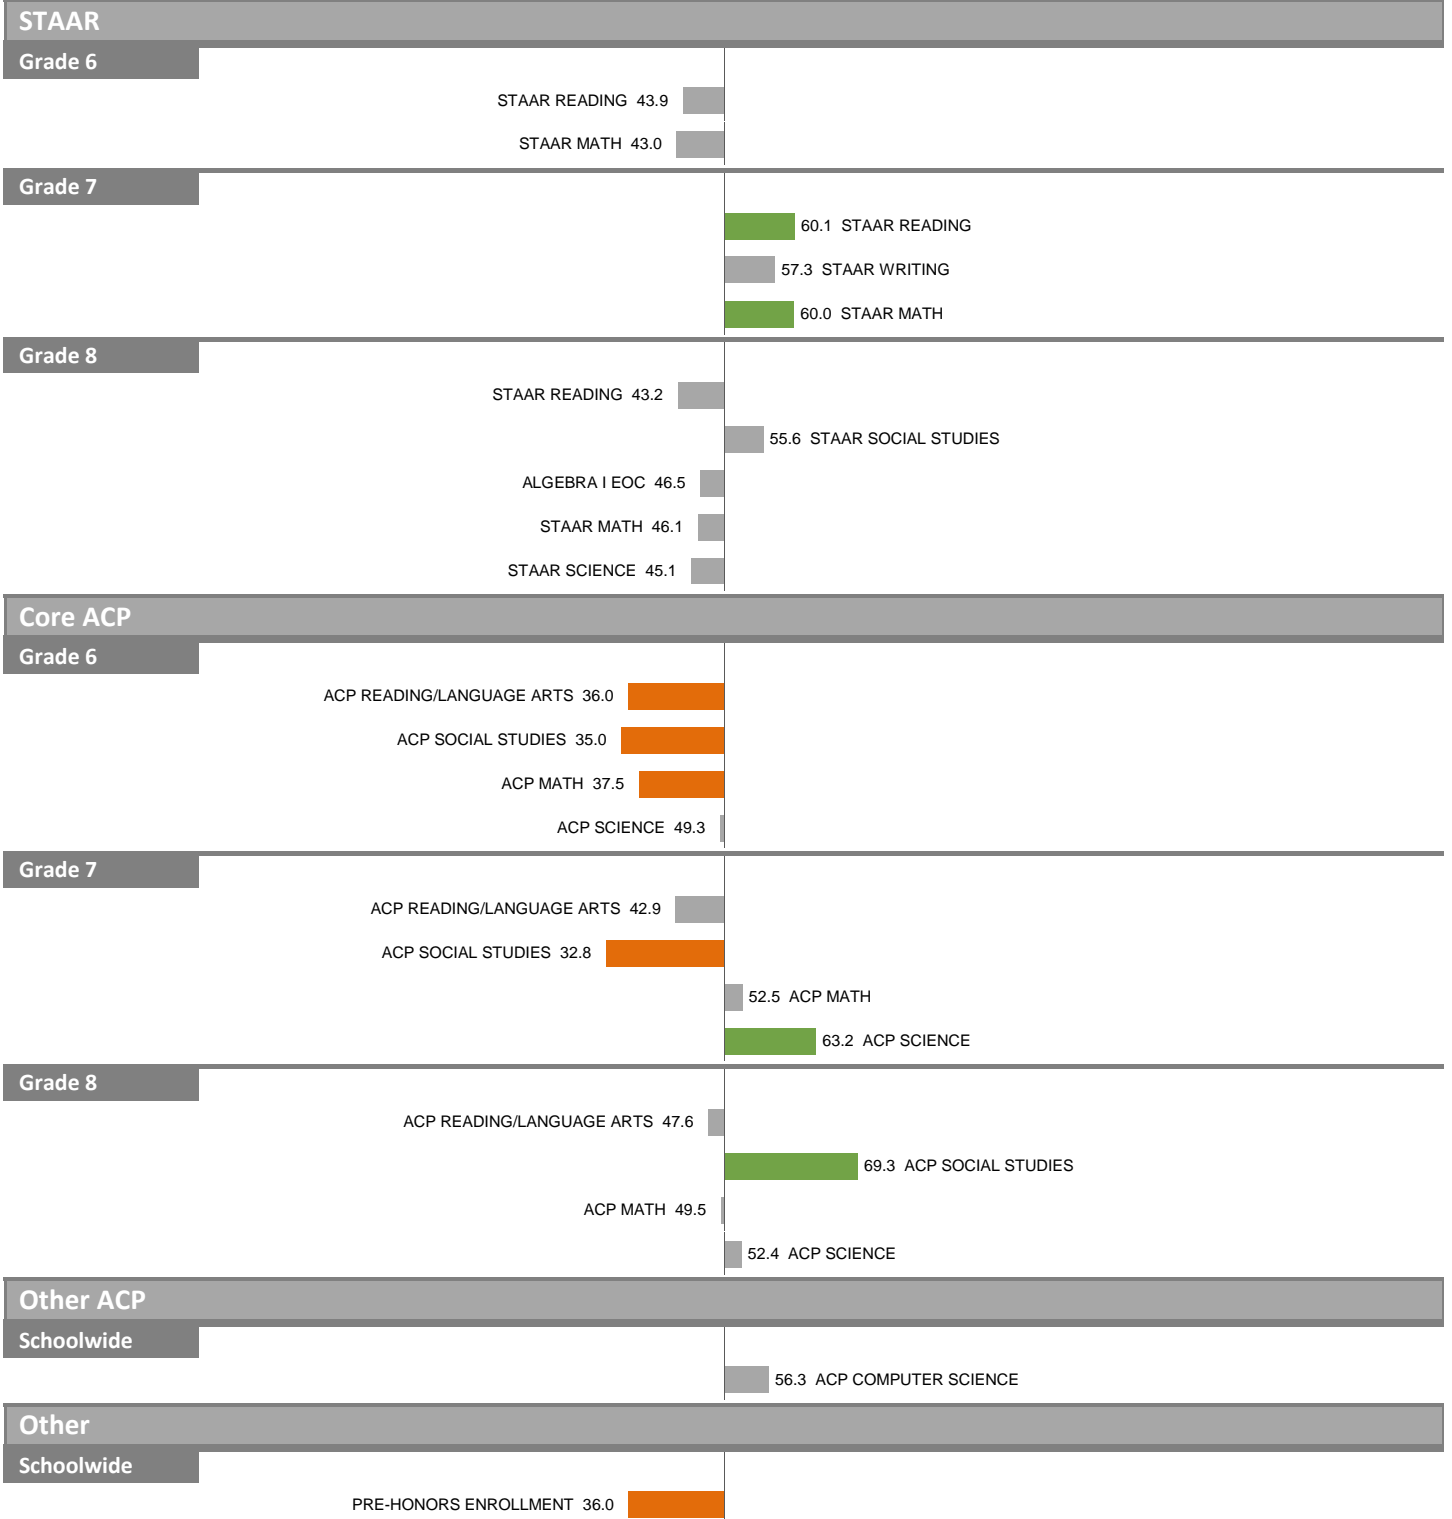 STAAR
Grade 6
STAAR READING 43.9
STAAR MATH 43.0
Grade 7
60.1 STAAR READING
57.3 STAAR WRITING
60.0 STAAR MATH
Grade 8
STAAR READING 43.2
55.6 STAAR SOCIAL STUDIES
ALGEBRA I EOC 46.5
STAAR MATH 46.1
STAAR SCIENCE 45.1
Core ACP
Grade 6
ACP READING/LANGUAGE ARTS 36.0
ACP SOCIAL STUDIES 35.0
ACP MATH 37.5
ACP SCIENCE 49.3
Grade 7
ACP READING/LANGUAGE ARTS 42.9
ACP SOCIAL STUDIES 32.8
52.5 ACP MATH
63.2 ACP SCIENCE
Grade 8
ACP READING/LANGUAGE ARTS 47.6
69.3 ACP SOCIAL STUDIES
ACP MATH 49.5
52.4 ACP SCIENCE
Other ACP
Schoolwide
56.3 ACP COMPUTER SCIENCE
Other
Schoolwide
PRE-HONORS ENROLLMENT 36.0